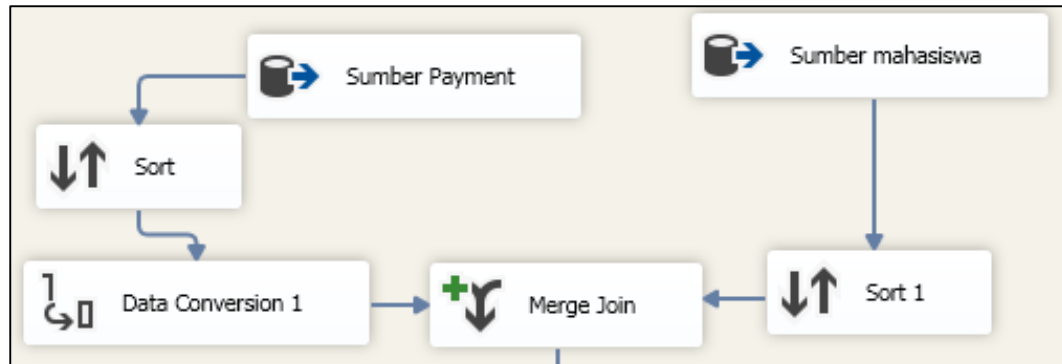 Sumber Payment
Sumber mahasiswa
Sort
Data Conversion 1
Merge Join
Sort 1